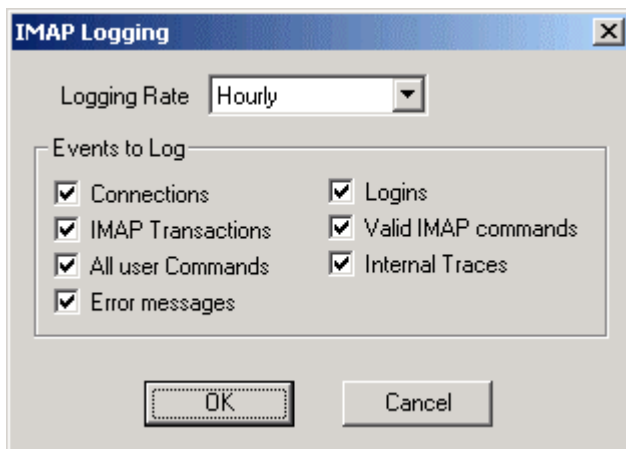 IMAP Logging
Logging Rate Hourly
Events to Log
Connections
Logins
IMAP Transactions
Valid IMAP commands
All user Commands
Internal Traces
Error messages
OK
Cancel